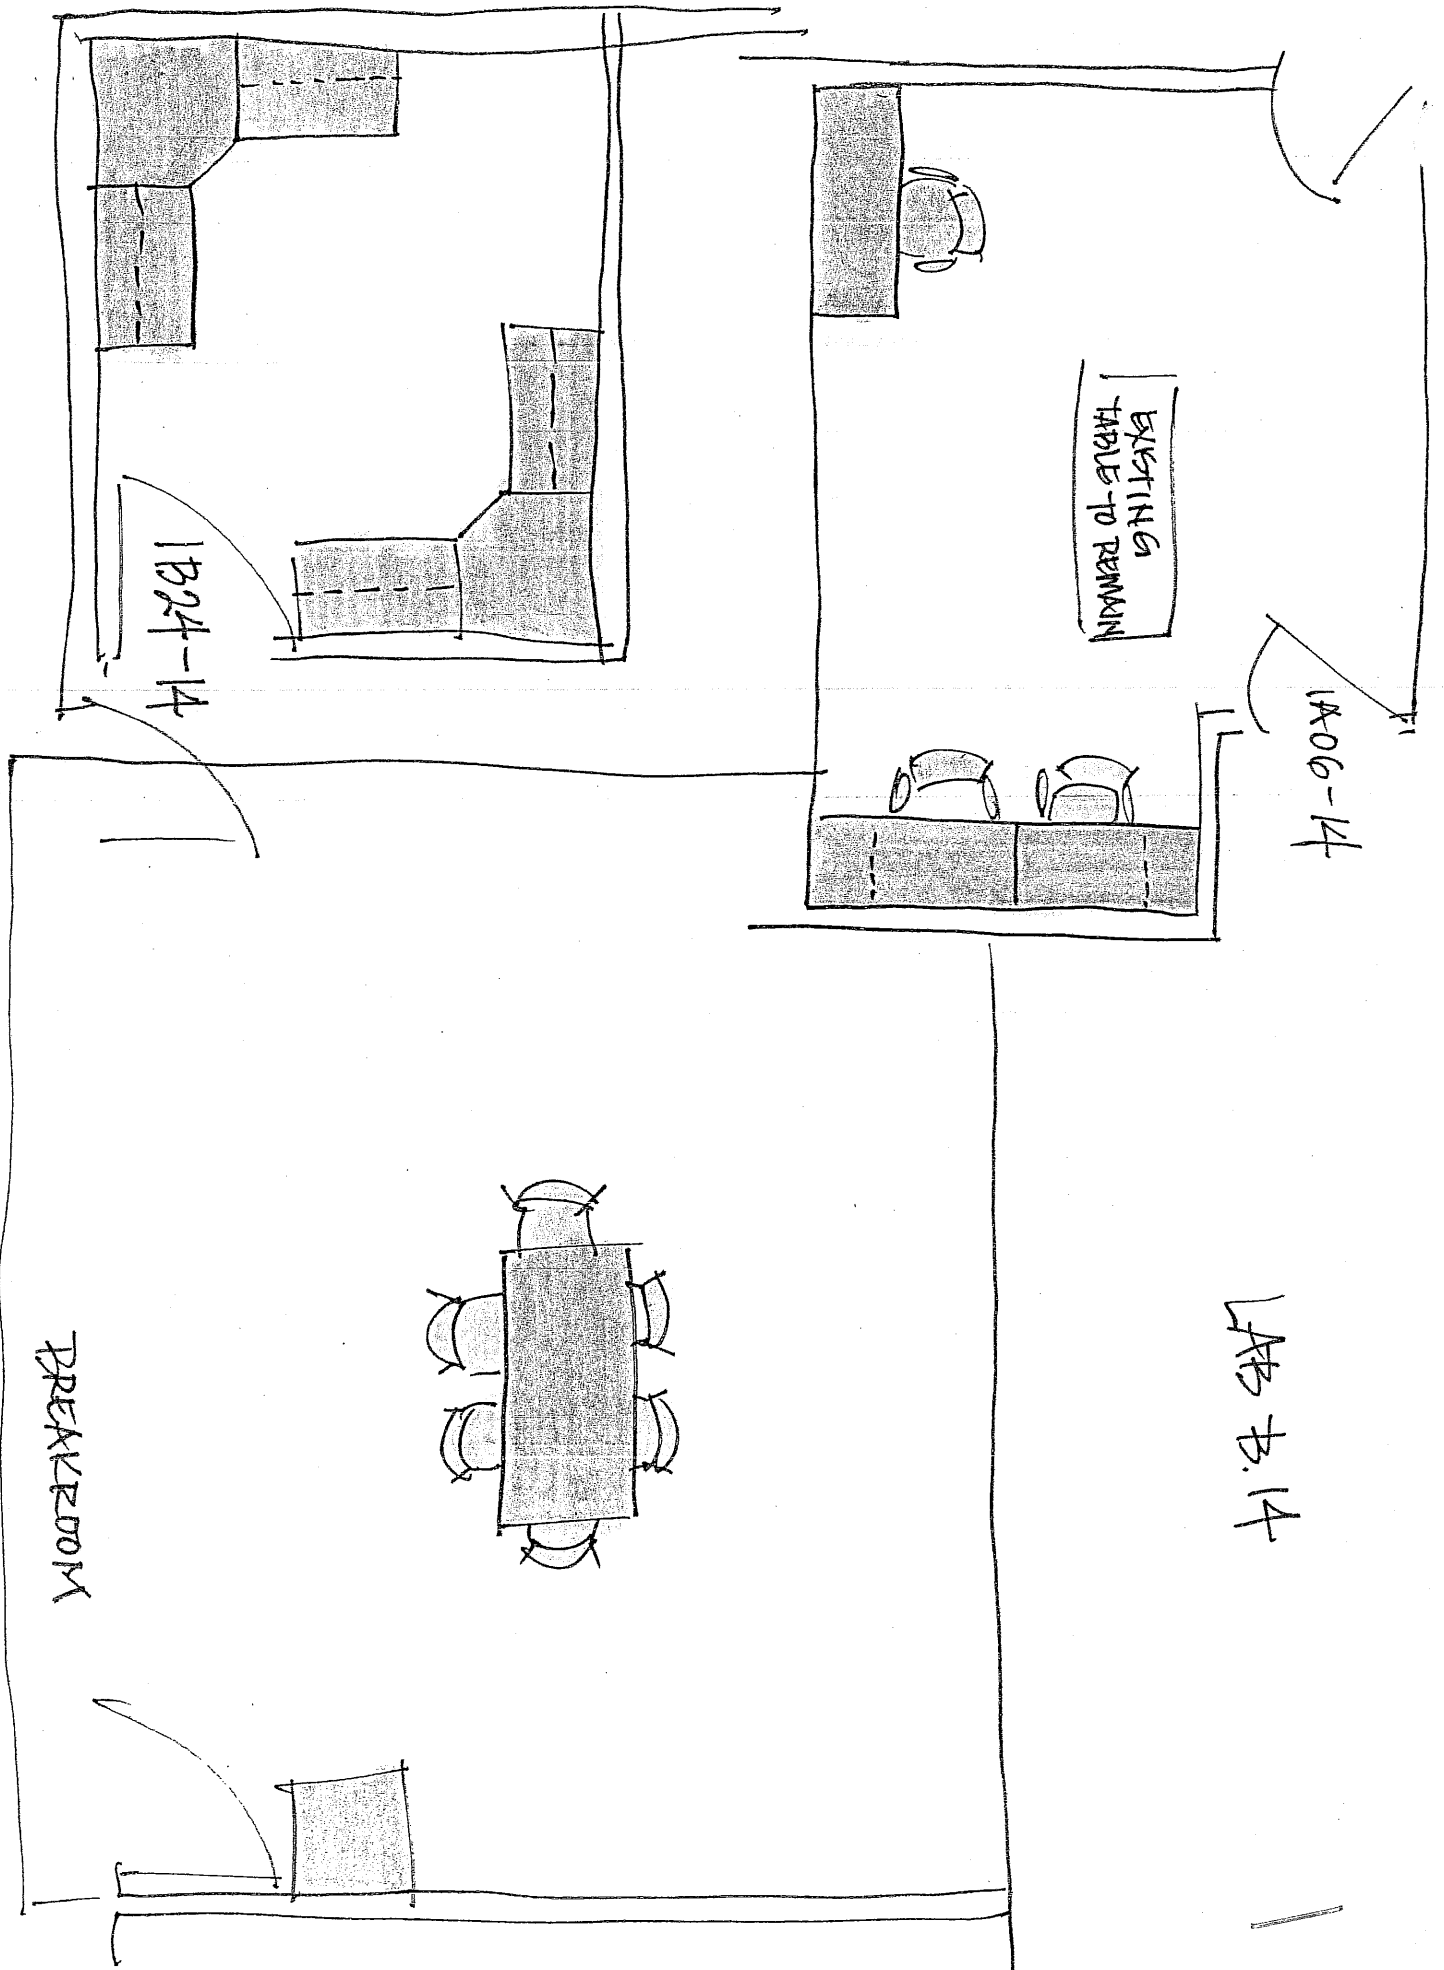 EXISTING
TABLE TO REMAIN
1A06-14
1B24-14
LAB B.14
BREAKROOM